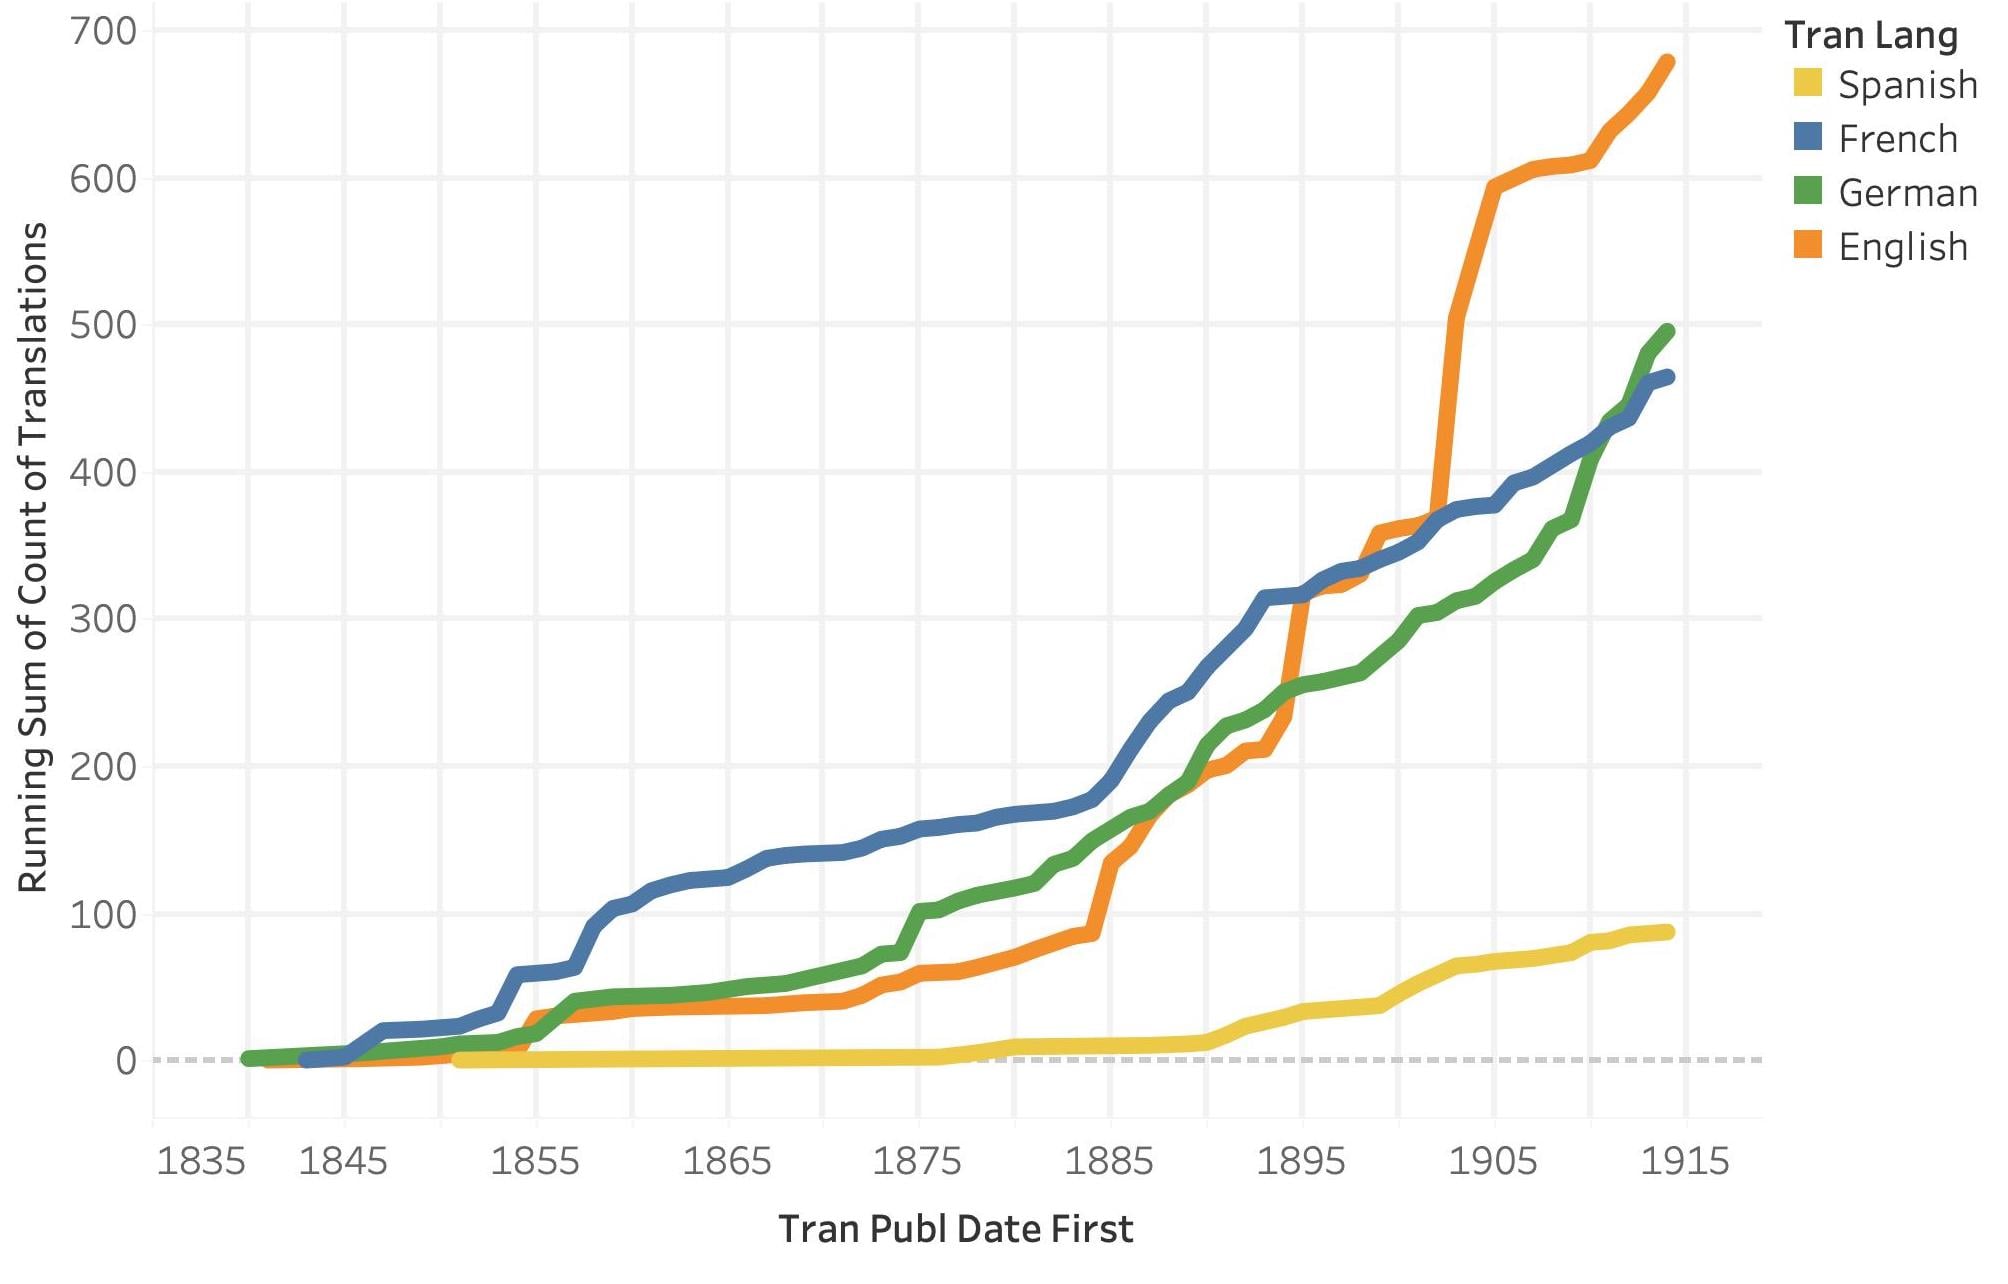 700
600
500
400
300
200
100
0
Running Sum of Count of Translations
1835 1845 1855 1865 1875 1885 1895 1905 1915
Tran Publ Date First
Tran Lang
Spanish
French
German
English